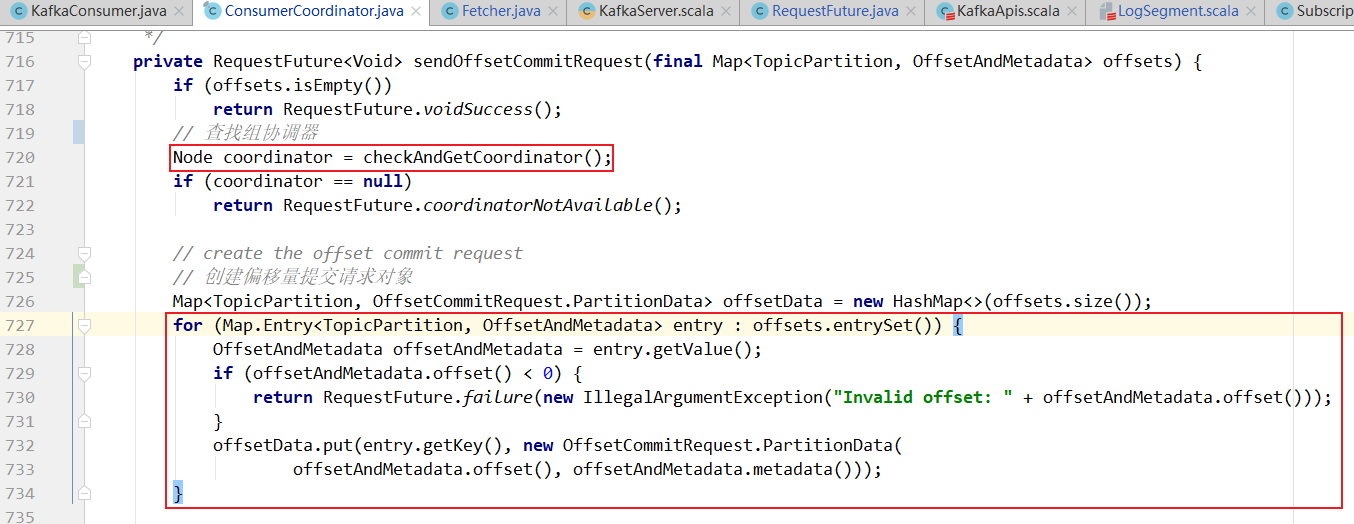 KafkaConsumer.java ConsumerCoordinator.java Fetcher.java KafkaServer.scala RequestFuture.java KafkaApis.scala LogSegment.scala Subscrip
715 */
716 private RequestFuture<Void> sendOffsetCommitRequest(final Map<TopicPartition, OffsetAndMetadata> offsets) {
717 if (offsets.isEmpty())
718 return RequestFuture.voidSuccess();
719 // 查找组协调器
720 Node coordinator = checkAndGetCoordinator();
721 if (coordinator == null)
722 return RequestFuture.coordinatorNotAvailable();
723
724 // create the offset commit request
725 // 创建偏移量提交请求对象
726 Map<TopicPartition, OffsetCommitRequest.PartitionData> offsetData = new HashMap<>(offsets.size());
727 for (Map.Entry<TopicPartition, OffsetAndMetadata> entry : offsets.entrySet()) {
728 OffsetAndMetadata offsetAndMetadata = entry.getValue();
729 if (offsetAndMetadata.offset() < 0) {
730 return RequestFuture.failure(new IllegalArgumentException("Invalid offset: " + offsetAndMetadata.offset()));
731 }
732 offsetData.put(entry.getKey(), new OffsetCommitRequest.PartitionData(
733 offsetAndMetadata.offset(), offsetAndMetadata.metadata()));
734 }
735